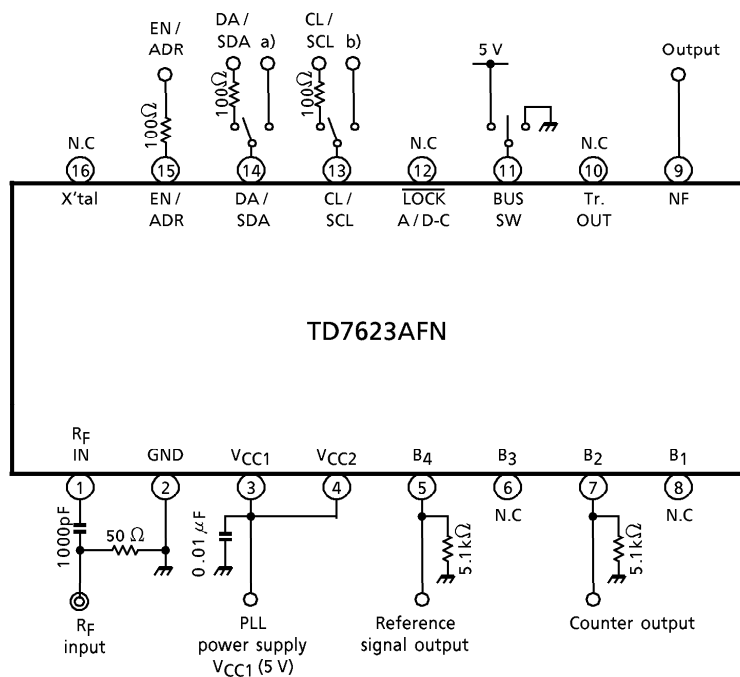 EN /
ADR
DA /
SDA a)
CL /
SCL b)
5 V
Output
100Ω
100Ω
100Ω
N.C
N.C
N.C
16
15
14
13
12
11
10
9
X'tal
EN /
ADR
DA /
SDA
CL /
SCL
LOCK
A / D-C
BUS
SW
Tr.
OUT
NF
TD7623AFN
RF
IN
GND
VCC1
VCC2
B4
B3
B2
B1
1
2
3
4
5
6
7
8
N.C
N.C
1000pF
50 Ω
0.01 μF
5.1kΩ
5.1kΩ
RF
input
PLL
power supply
VCC1 (5 V)
Reference
signal output
Counter output